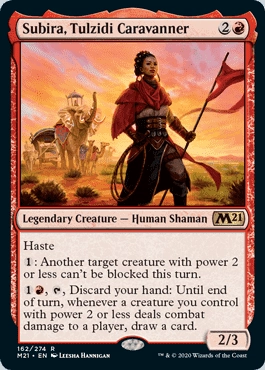 Subira, Tulzidi Caravanner 2
Legendary Creature — Human Shaman M21
Haste
1: Another target creature with power 2
or less can't be blocked this turn.
1, Discard your hand: Until end
of turn, whenever a creature you control
with power 2 or less deals combat
damage to a player, draw a card.
2/3
162/274 R
M21 • EN LEESHA HANNIGAN
™ & © 2020 Wizards of the Coast